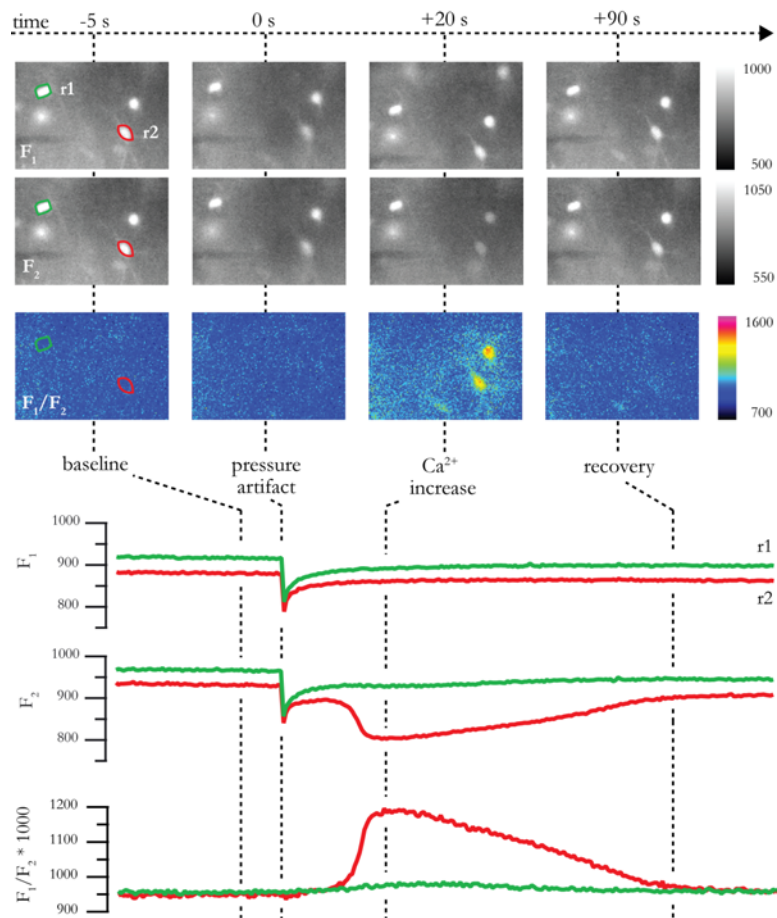 time -5 s 0 s +20 s +90 s
r1
r2
F₁
1000
500
F₂
1050
550
F₁/F₂
1600
700
baseline
pressure
artifact
Ca²⁺
increase
recovery
F₁
1000
900
800
r1
r2
F₂
1000
900
800
F₁/F₂ * 1000
1200
1100
1000
900